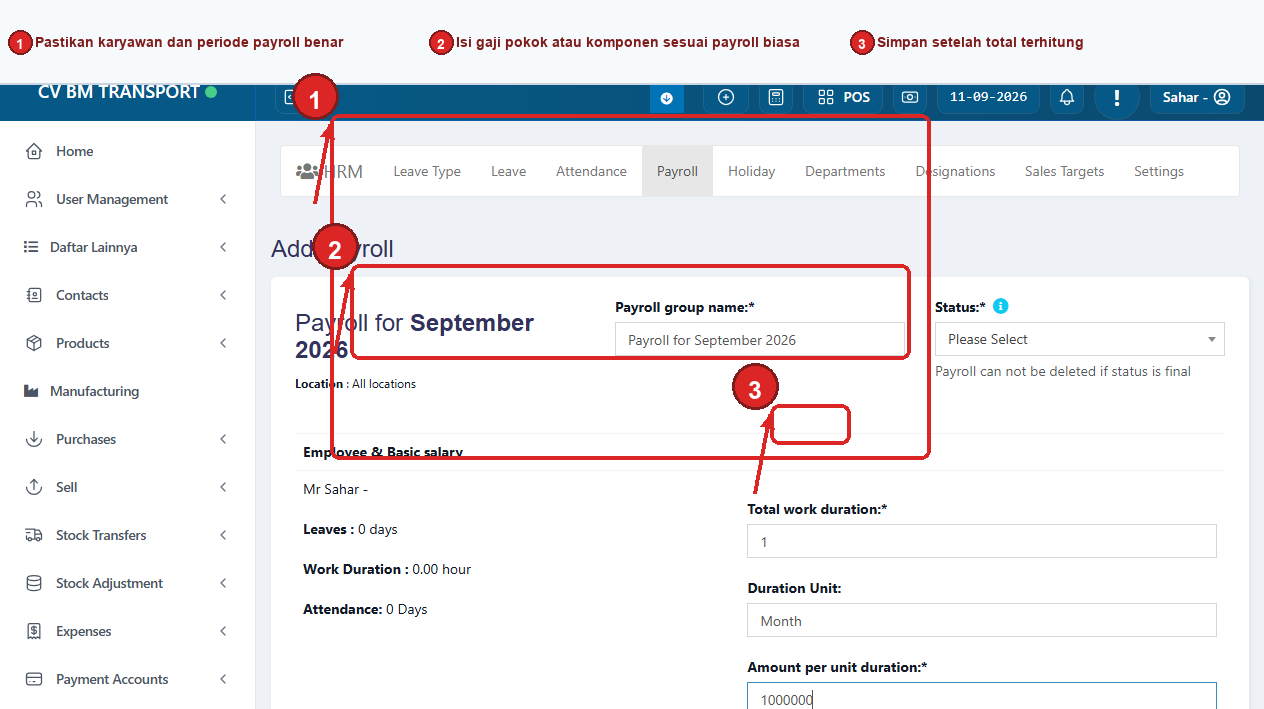 1 Pastikan karyawan dan periode payroll benar
2 Isi gaji pokok atau komponen sesuai payroll biasa
3 Simpan setelah total terhitung
CV BM TRANSPORT
1
POS
11-09-2026
Sahar -
Home
User Management
Daftar Lainnya
Contacts
Products
Manufacturing
Purchases
Sell
Stock Transfers
Stock Adjustment
Expenses
Payment Accounts
HRM
Leave Type
Leave
Attendance
Payroll
Holiday
Departments
Designations
Sales Targets
Settings
2
Add Payroll
Payroll for September 2026
Location : All locations
Payroll group name:*
Payroll for September 2026
Status:*
Please Select
Payroll can not be deleted if status is final
3
Employee & Basic salary
Mr Sahar -
Leaves : 0 days
Work Duration : 0.00 hour
Attendance: 0 Days
Total work duration:*
1
Duration Unit:
Month
Amount per unit duration:*
1000000